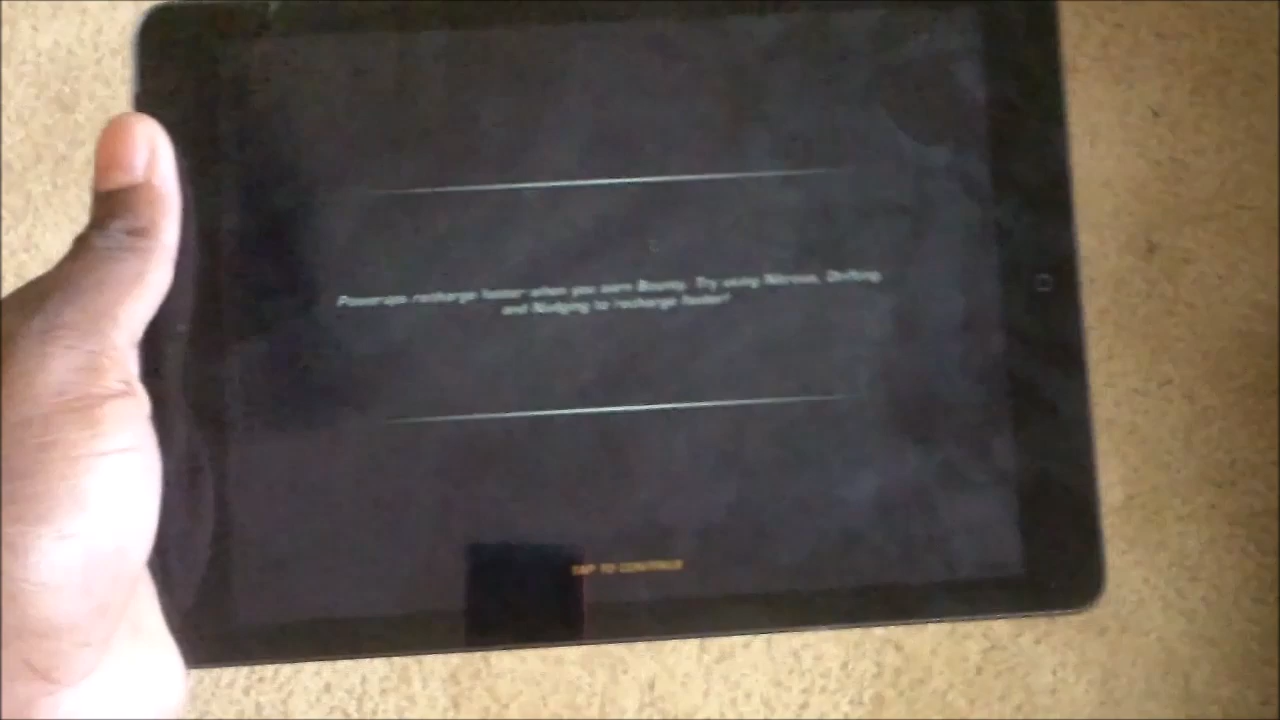 Powerups recharge faster when you earn Bounty. Try using Nitrous, Drifting
and Nudging to recharge faster!
TAP TO CONTINUE